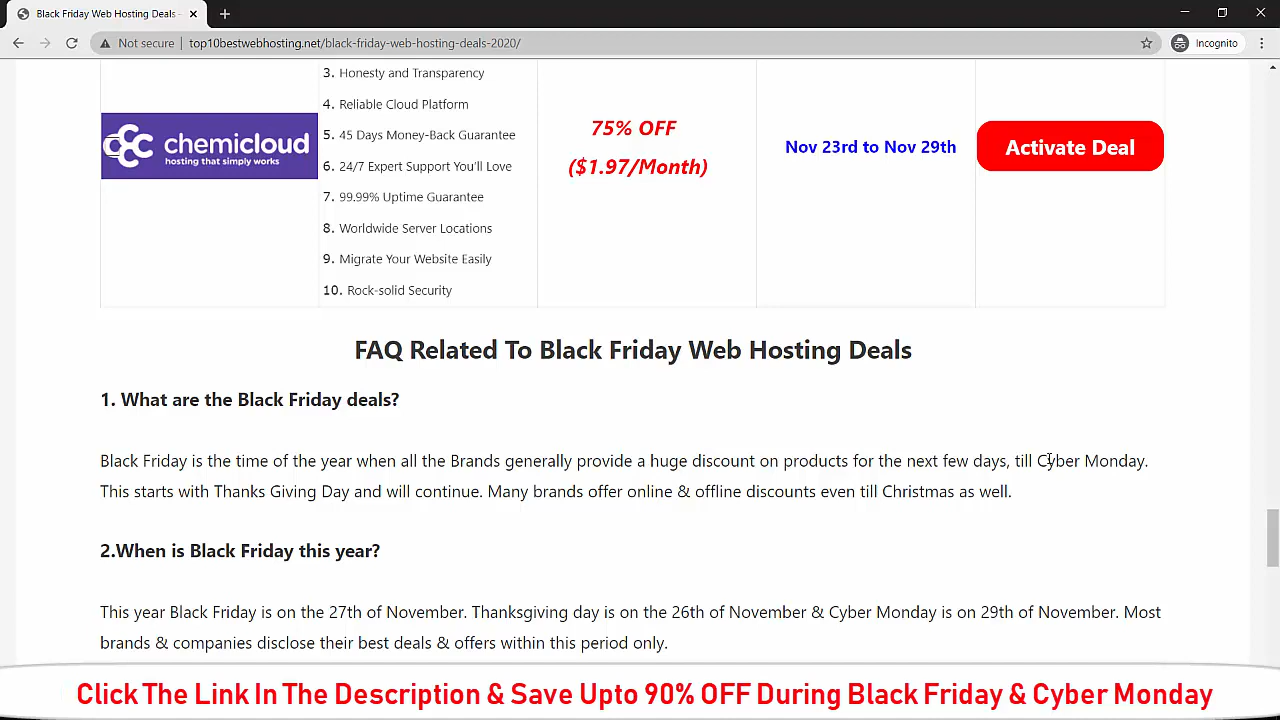 Black Friday Web Hosting Deals -
Not secure | top10bestwebhosting.net/black-friday-web-hosting-deals-2020/
Incognito
3. Honesty and Transparency
4. Reliable Cloud Platform
5. 45 Days Money-Back Guarantee
6. 24/7 Expert Support You'll Love
7. 99.99% Uptime Guarantee
8. Worldwide Server Locations
9. Migrate Your Website Easily
10. Rock-solid Security
chemicloud
hosting that simply works
75% OFF
($1.97/Month)
Nov 23rd to Nov 29th
Activate Deal
FAQ Related To Black Friday Web Hosting Deals
1. What are the Black Friday deals?
Black Friday is the time of the year when all the Brands generally provide a huge discount on products for the next few days, till Cyber Monday.
This starts with Thanks Giving Day and will continue. Many brands offer online & offline discounts even till Christmas as well.
2.When is Black Friday this year?
This year Black Friday is on the 27th of November. Thanksgiving day is on the 26th of November & Cyber Monday is on 29th of November. Most
brands & companies disclose their best deals & offers within this period only.
Click The Link In The Description & Save Upto 90% OFF During Black Friday & Cyber Monday